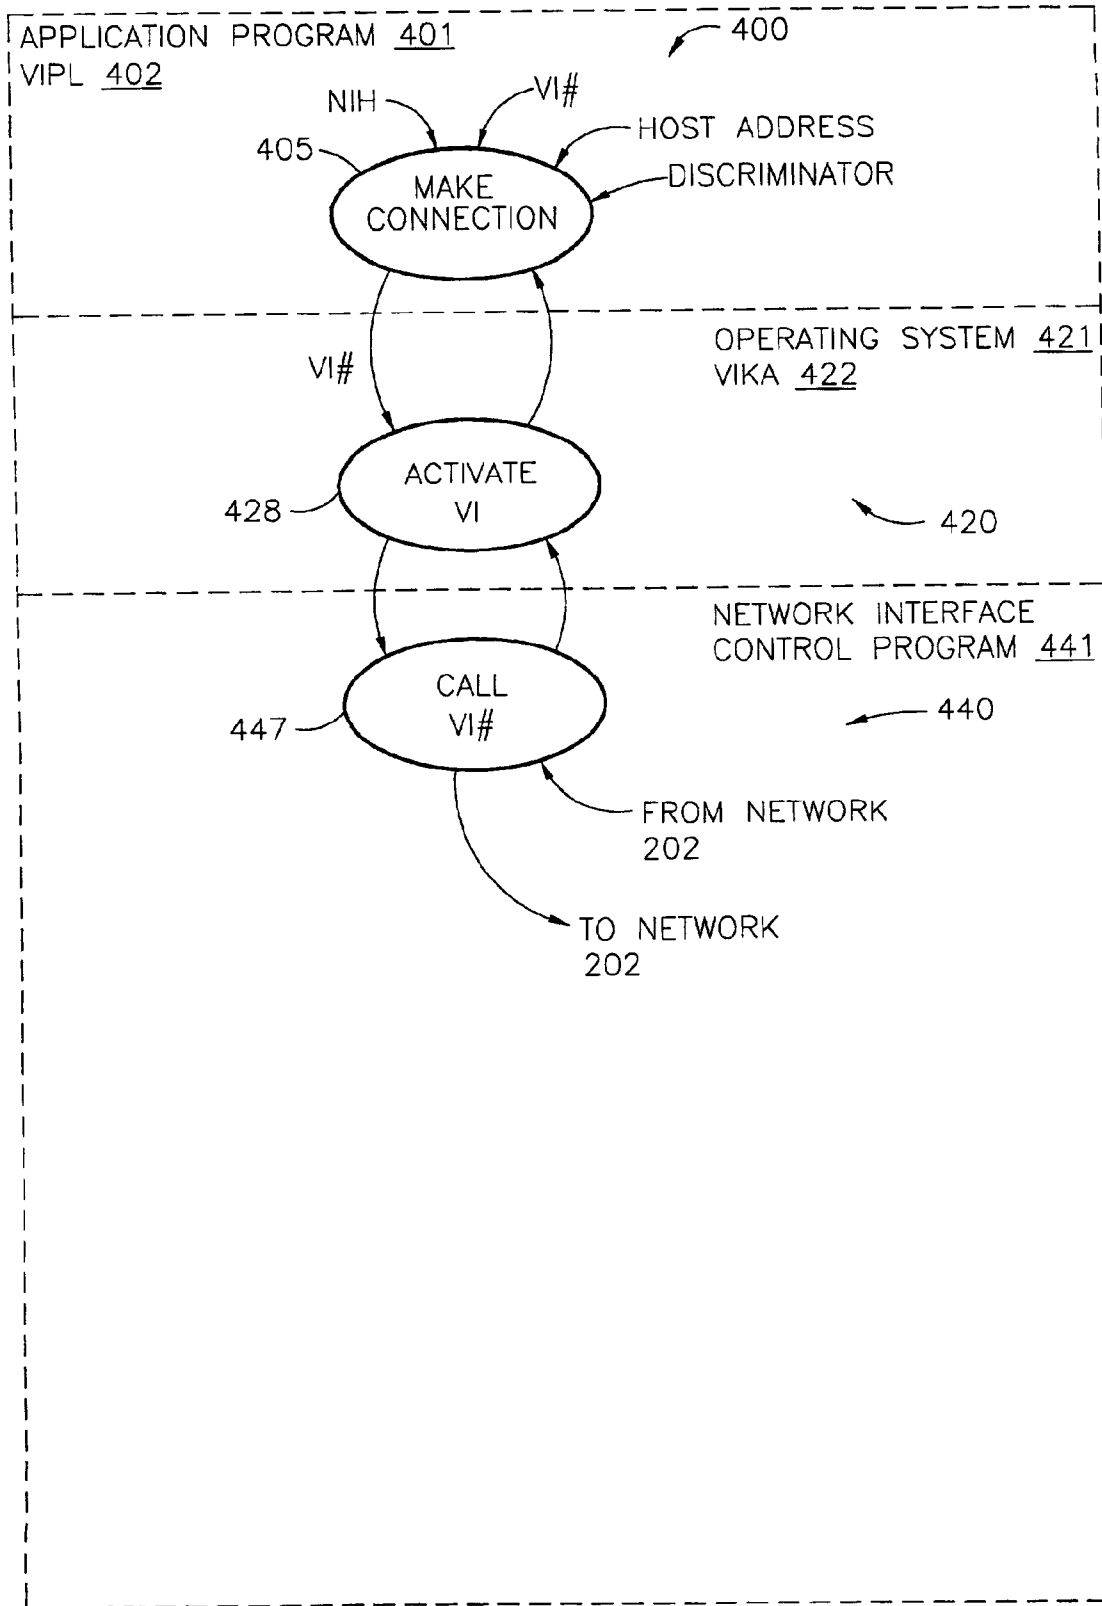 APPLICATION PROGRAM 401
VIPL 402
400
NIH
VI#
HOST ADDRESS
DISCRIMINATOR
405
MAKE
CONNECTION
OPERATING SYSTEM 421
VIKA 422
VI#
ACTIVATE
VI
428
420
NETWORK INTERFACE
CONTROL PROGRAM 441
CALL
VI#
447
440
FROM NETWORK
202
TO NETWORK
202